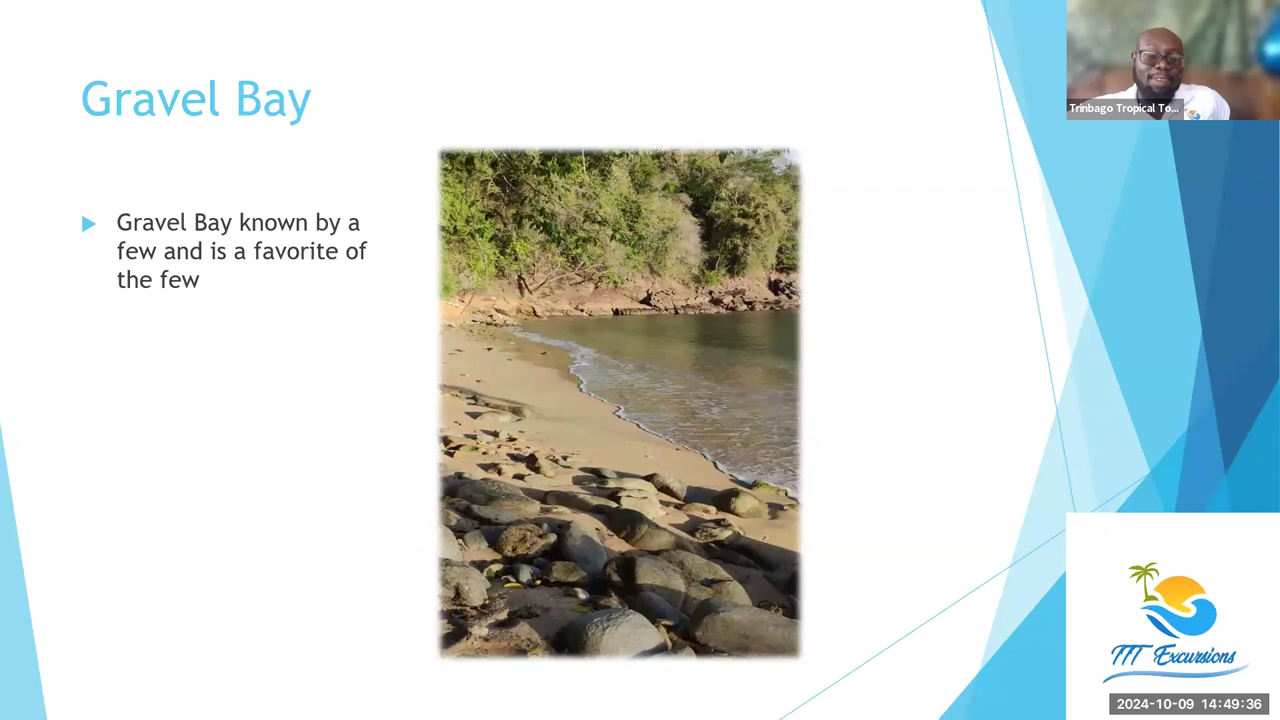 Gravel Bay
Gravel Bay known by a
few and is a favorite of
the few
Trinbago Tropical To...
TTT Excursions
2024-10-09 14:49:36